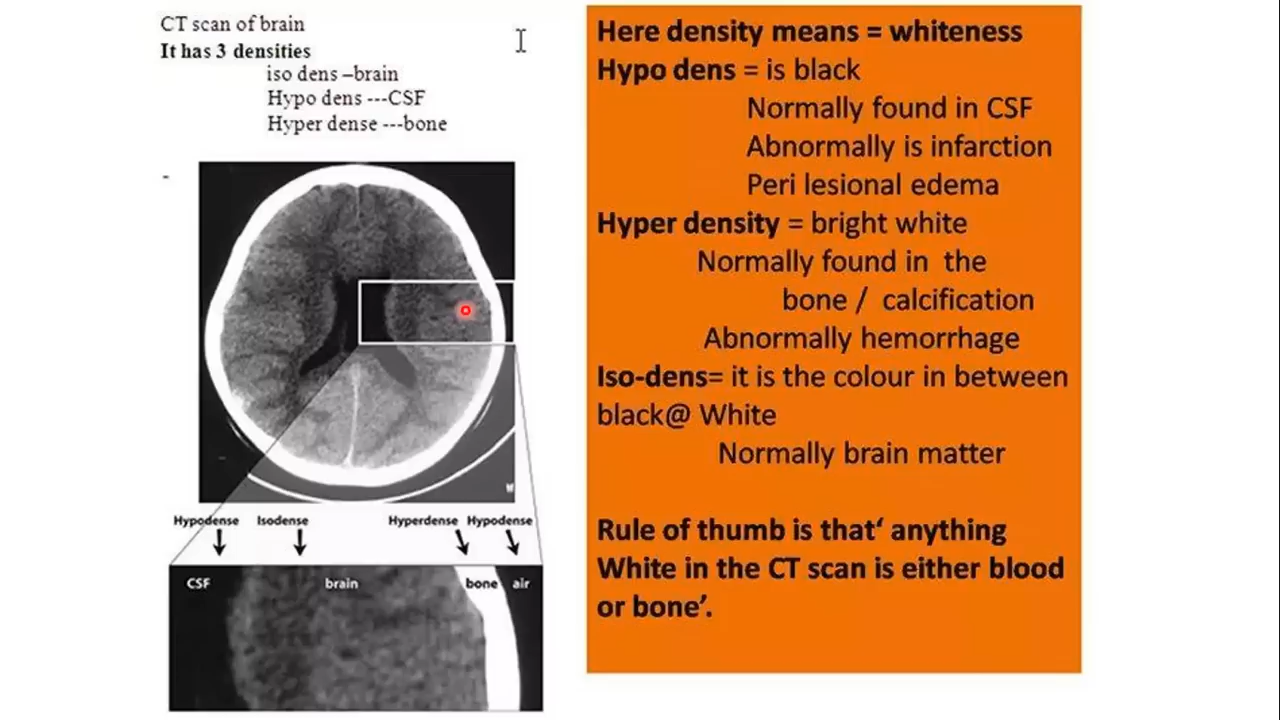 CT scan of brain
It has 3 densities
iso dens –brain
Hypo dens ---CSF
Hyper dense ---bone
-
Hypodense Isodense Hyperdense Hypodense
CSF brain bone air
Here density means = whiteness
Hypo dens = is black
Normally found in CSF
Abnormally is infarction
Peri lesional edema
Hyper density = bright white
Normally found in the
bone / calcification
Abnormally hemorrhage
Iso-dens= it is the colour in between
black@ White
Normally brain matter
Rule of thumb is that‘ anything
White in the CT scan is either blood
or bone’.